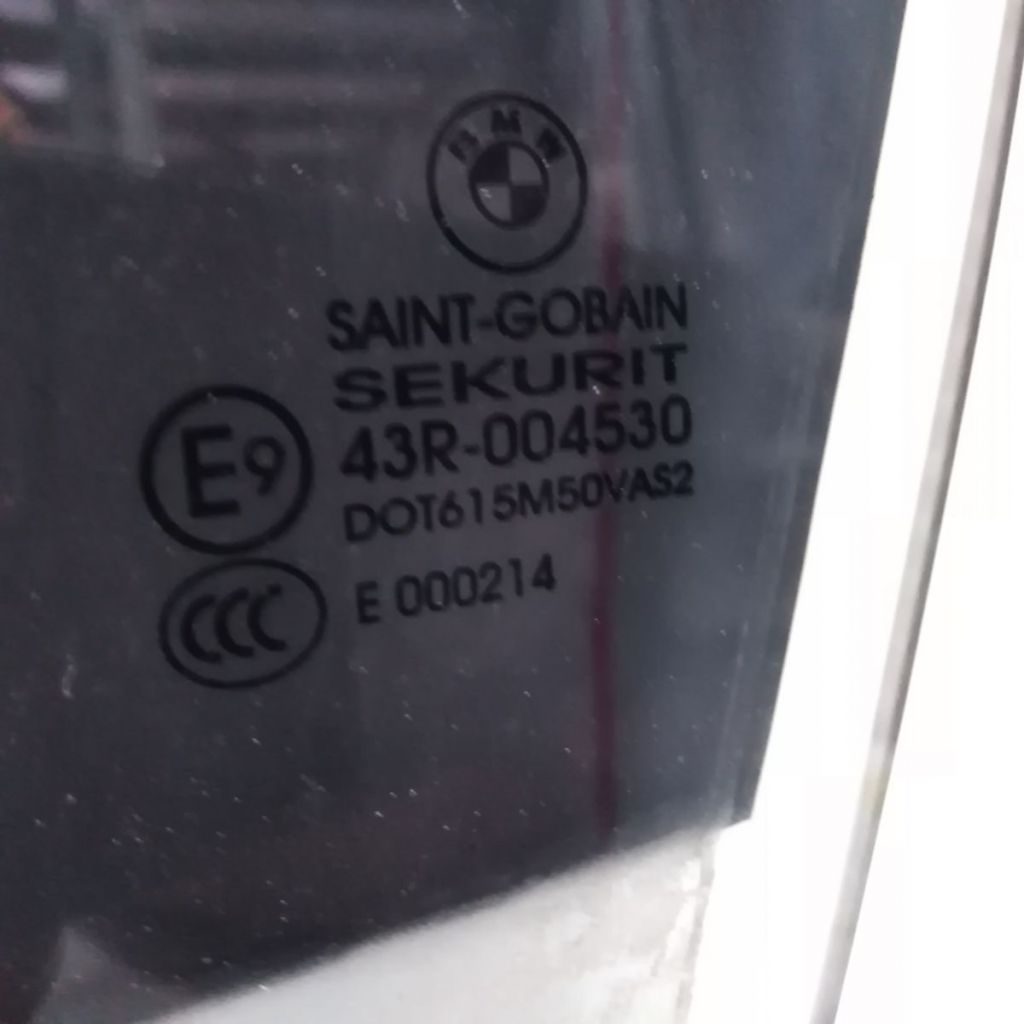 BMW
SAINT-GOBAIN
SEKURIT
E9 43R-004530
DOT615M50VAS2
CCC E 000214